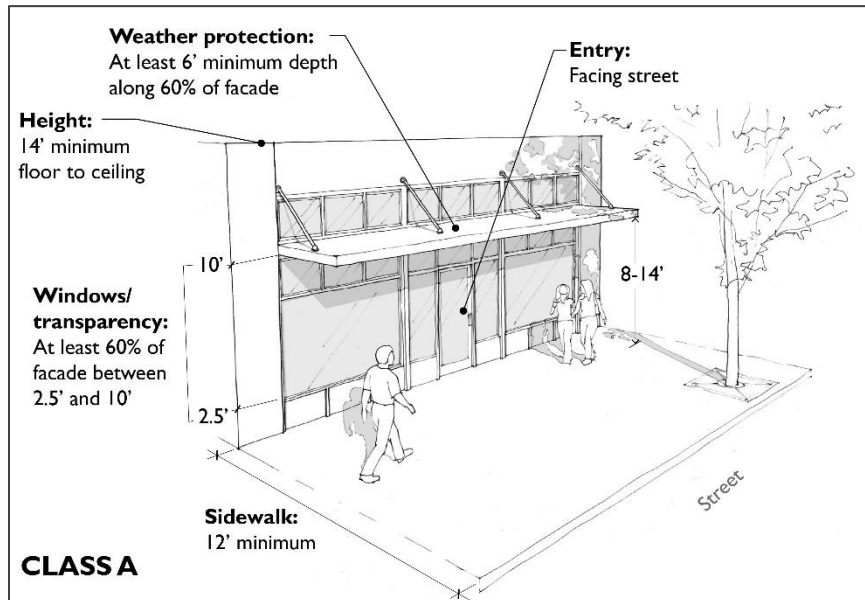 Weather protection:
At least 6’ minimum depth
along 60% of facade
Entry:
Facing street
Height:
14’ minimum
floor to ceiling
10’
8-14’
Windows/
transparency:
At least 60% of
facade between
2.5’ and 10’
2.5’
Street
Sidewalk:
12’ minimum
CLASS A